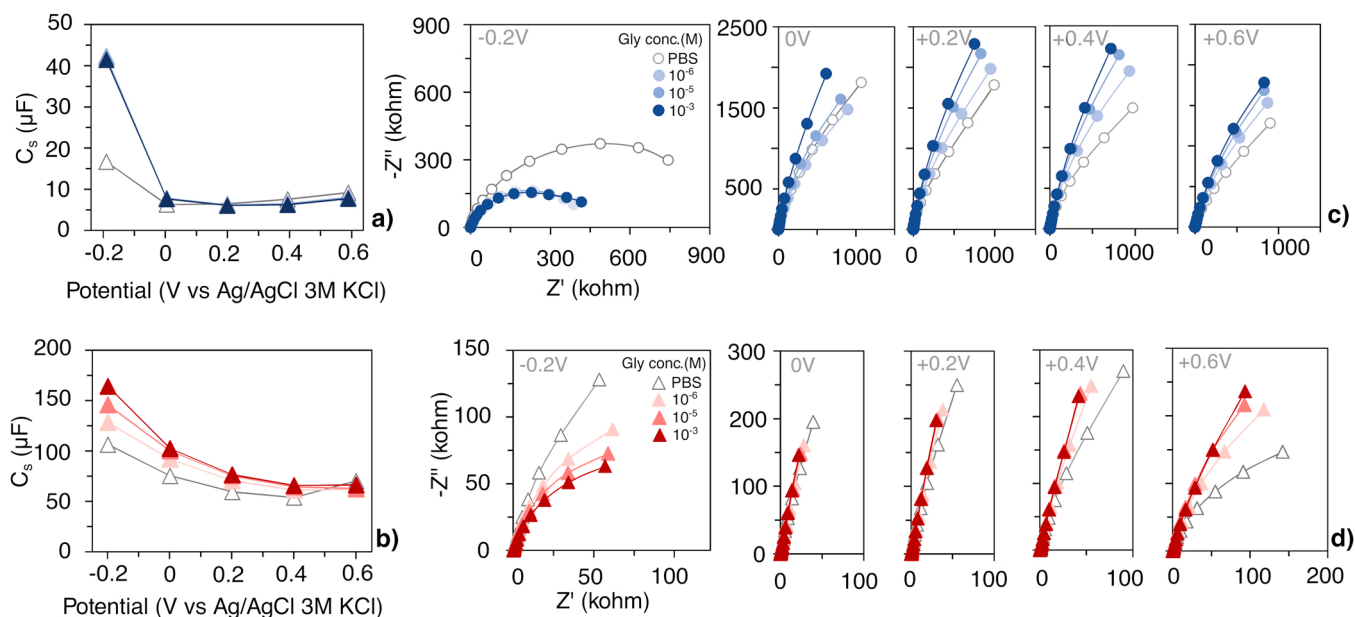 50
40
30
20
10
0
Cs (µF)
-0.2
0
0.2
0.4
0.6
Potential (V vs Ag/AgCl 3M KCl)
a)
900
600
300
0
-Z'' (kohm)
-0.2V
Gly conc.(M)
PBS
10-6
10-5
10-3
0
300
600
900
Z' (kohm)
2500
1500
500
0V
0
1000
+0.2V
0
1000
+0.4V
0
1000
+0.6V
0
1000
c)
200
150
100
50
0
Cs (µF)
-0.2
0
0.2
0.4
0.6
Potential (V vs Ag/AgCl 3M KCl)
b)
150
100
50
0
-Z'' (kohm)
-0.2V
Gly conc.(M)
PBS
10-6
10-5
10-3
0
50
100
Z' (kohm)
300
200
100
0
0V
0
100
+0.2V
0
100
+0.4V
0
100
+0.6V
0
100
200
d)